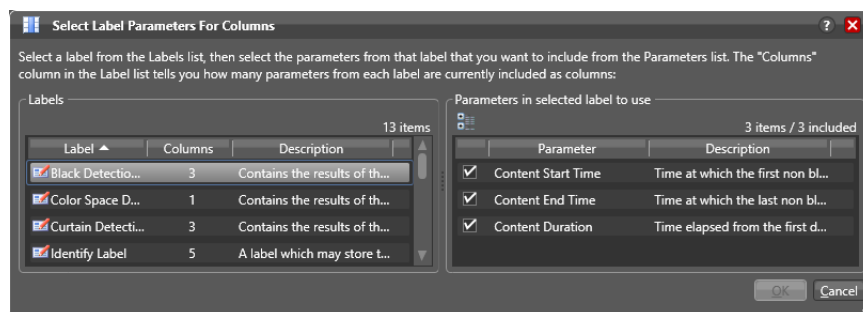 Select Label Parameters For Columns
?
Select a label from the Labels list, then select the parameters from that label that you want to include from the Parameters list. The "Columns"
column in the Label list tells you how many parameters from each label are currently included as columns:
Labels
13 items
Label Columns Description
Black Detectio... 3 Contains the results of th...
Color Space D... 1 Contains the results of th...
Curtain Detecti... 3 Contains the results of th...
Identify Label 5 A label which may store t...
Parameters in selected label to use
3 items / 3 included
Parameter Description
Content Start Time Time at which the first non bl...
Content End Time Time at which the last non bl...
Content Duration Time elapsed from the first d...
OK Cancel